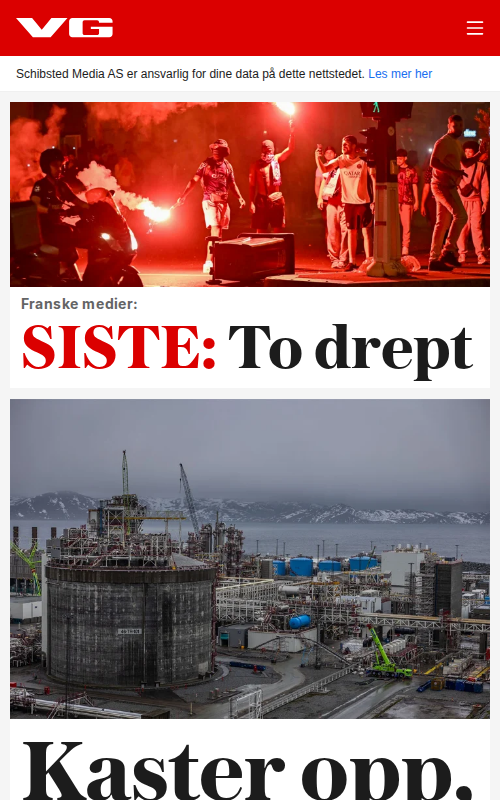 VG
Schibsted Media AS er ansvarlig for dine data på dette nettstedet. Les mer her
Franske medier:
SISTE: To drept
Kaster opp,